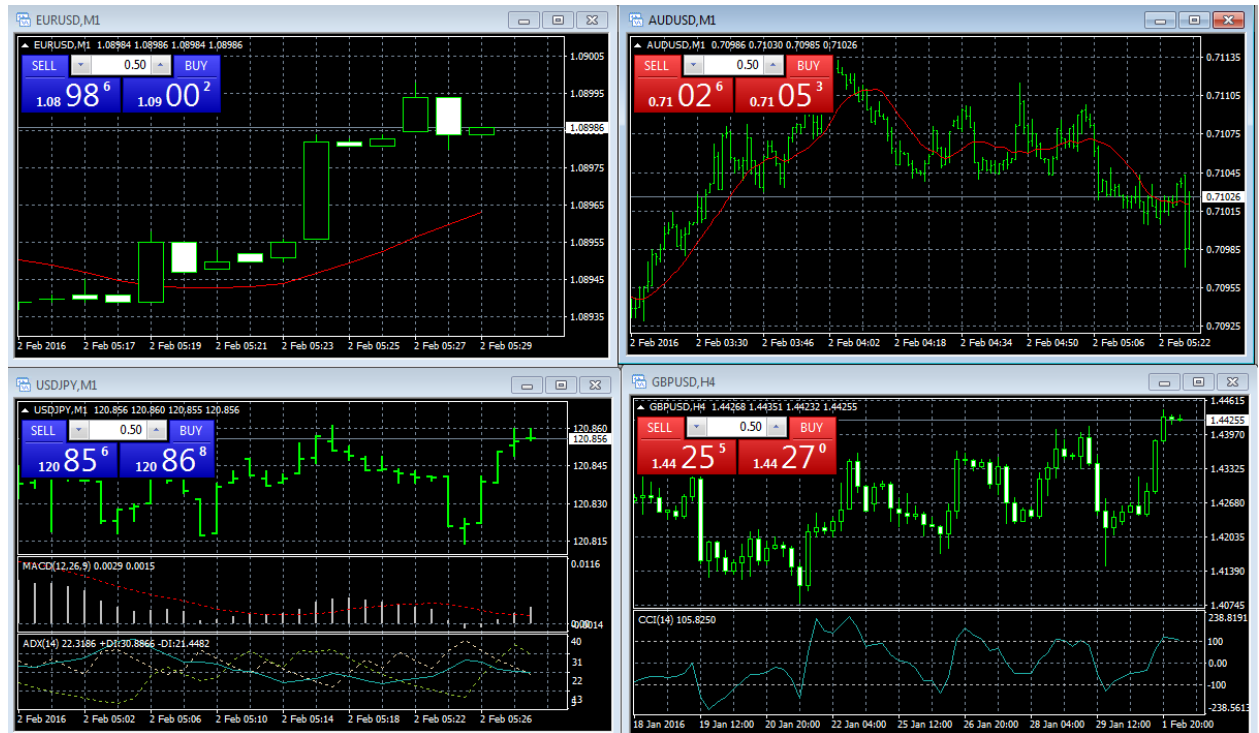 EURUSD,M1
EURUSD,M1 1.08984 1.08986 1.08984 1.08986
SELL 0.50 BUY
1.08 98 6 1.09 00 2
1.09005
1.08995
1.08986
1.08975
1.08965
1.08955
1.08945
1.08935
2 Feb 2016 2 Feb 05:17 2 Feb 05:19 2 Feb 05:21 2 Feb 05:23 2 Feb 05:25 2 Feb 05:27 2 Feb 05:29
AUDUSD,M1
AUDUSD,M1 0.70986 0.71030 0.70985 0.71026
SELL 0.50 BUY
0.71 02 6 0.71 05 3
0.71135
0.71105
0.71075
0.71045
0.71026
0.71015
0.70985
0.70955
0.70925
2 Feb 2016 2 Feb 03:30 2 Feb 03:46 2 Feb 04:02 2 Feb 04:18 2 Feb 04:34 2 Feb 04:50 2 Feb 05:06 2 Feb 05:22
USDJPY,M1
USDJPY,M1 120.856 120.860 120.855 120.856
SELL 0.50 BUY
120 85 6 120 86 8
120.860
120.856
120.845
120.830
120.815
MACD(12,26,9) 0.0029 0.0015
0.0116
ADX(14) 22.3186 +DI:30.8866 -DI:21.4482
40
31
22
13
2 Feb 2016 2 Feb 05:02 2 Feb 05:06 2 Feb 05:10 2 Feb 05:14 2 Feb 05:18 2 Feb 05:22 2 Feb 05:26
GBPUSD,H4
GBPUSD,H4 1.44268 1.44351 1.44232 1.44255
SELL 0.50 BUY
1.44 25 5 1.44 27 0
1.44615
1.44255
1.43970
1.43325
1.42680
1.42035
1.41390
1.40745
CCI(14) 105.8250
238.8191
100
0.00
-100
-238.5613
18 Jan 2016 19 Jan 12:00 20 Jan 20:00 22 Jan 04:00 25 Jan 12:00 26 Jan 20:00 28 Jan 04:00 29 Jan 12:00 1 Feb 20:00